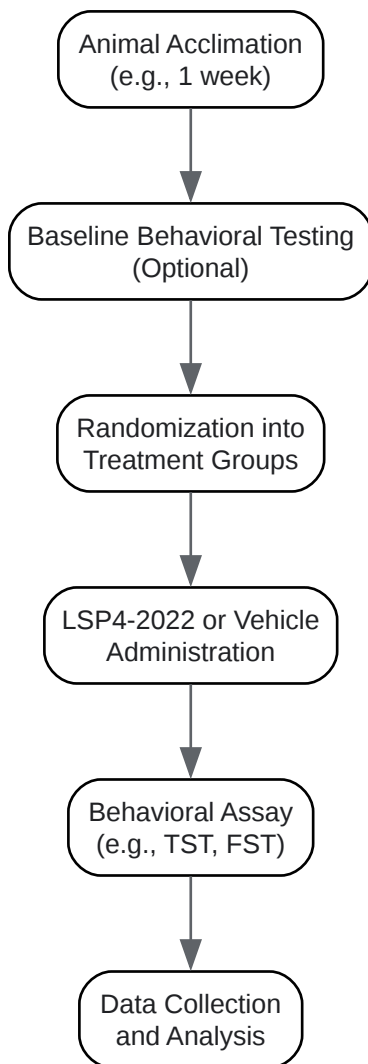 Animal Acclimation
(e.g., 1 week)
Baseline Behavioral Testing
(Optional)
Randomization into
Treatment Groups
LSP4-2022 or Vehicle
Administration
Behavioral Assay
(e.g., TST, FST)
Data Collection
and Analysis